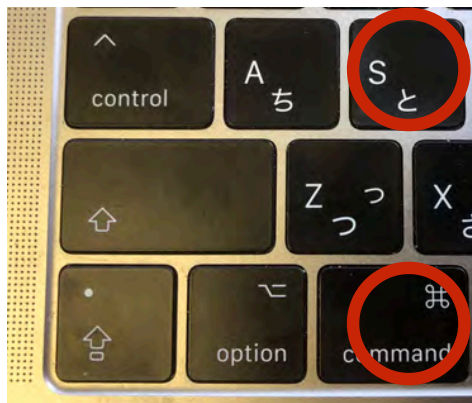 ^
control
A
ち
S
と
⇧
Z
っ
つ
X
⌥
option
⌘
command